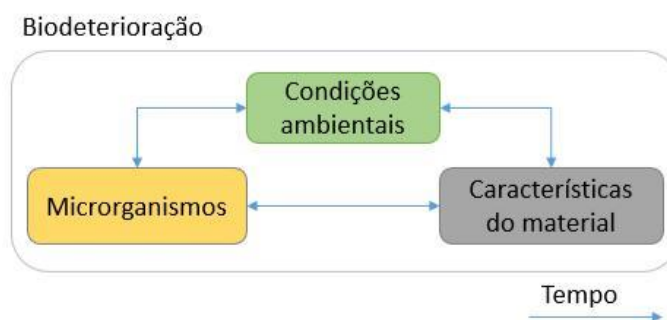 Biodeterioração
Condições
ambientais
Microrganismos
Características
do material
Tempo